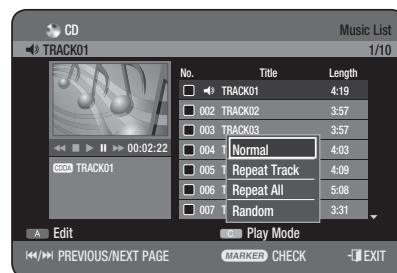 CD Music List
TRACK01 1/10
No. Title Length
TRACK01 4:19
002 TRACK02 3:57
003 TRACK03 3:57
004 T 4:03
005 T 4:09
006 T 5:08
007 T 3:31
Normal
Repeat Track
Repeat All
Random
00:02:22
CDDA TRACK01
A Edit C Play Mode
PREVIOUS/NEXT PAGE MARKER CHECK EXIT